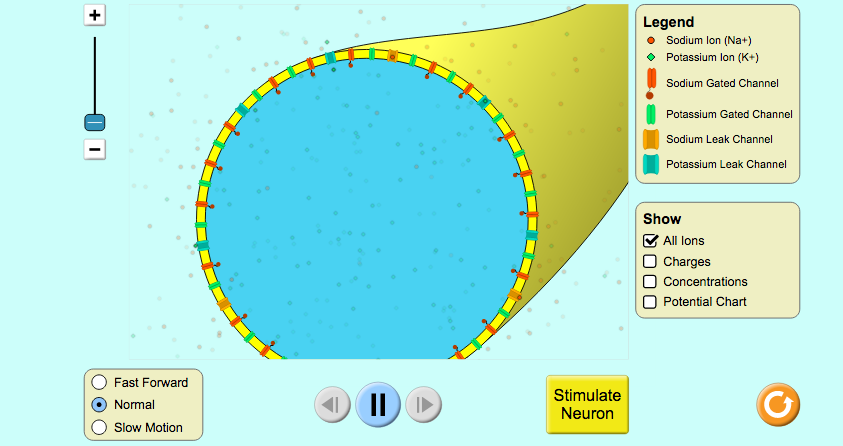 Legend
Sodium Ion (Na+)
Potassium Ion (K+)
Sodium Gated Channel
Potassium Gated Channel
Sodium Leak Channel
Potassium Leak Channel
Show
All Ions
Charges
Concentrations
Potential Chart
Fast Forward
Normal
Slow Motion
Stimulate
Neuron